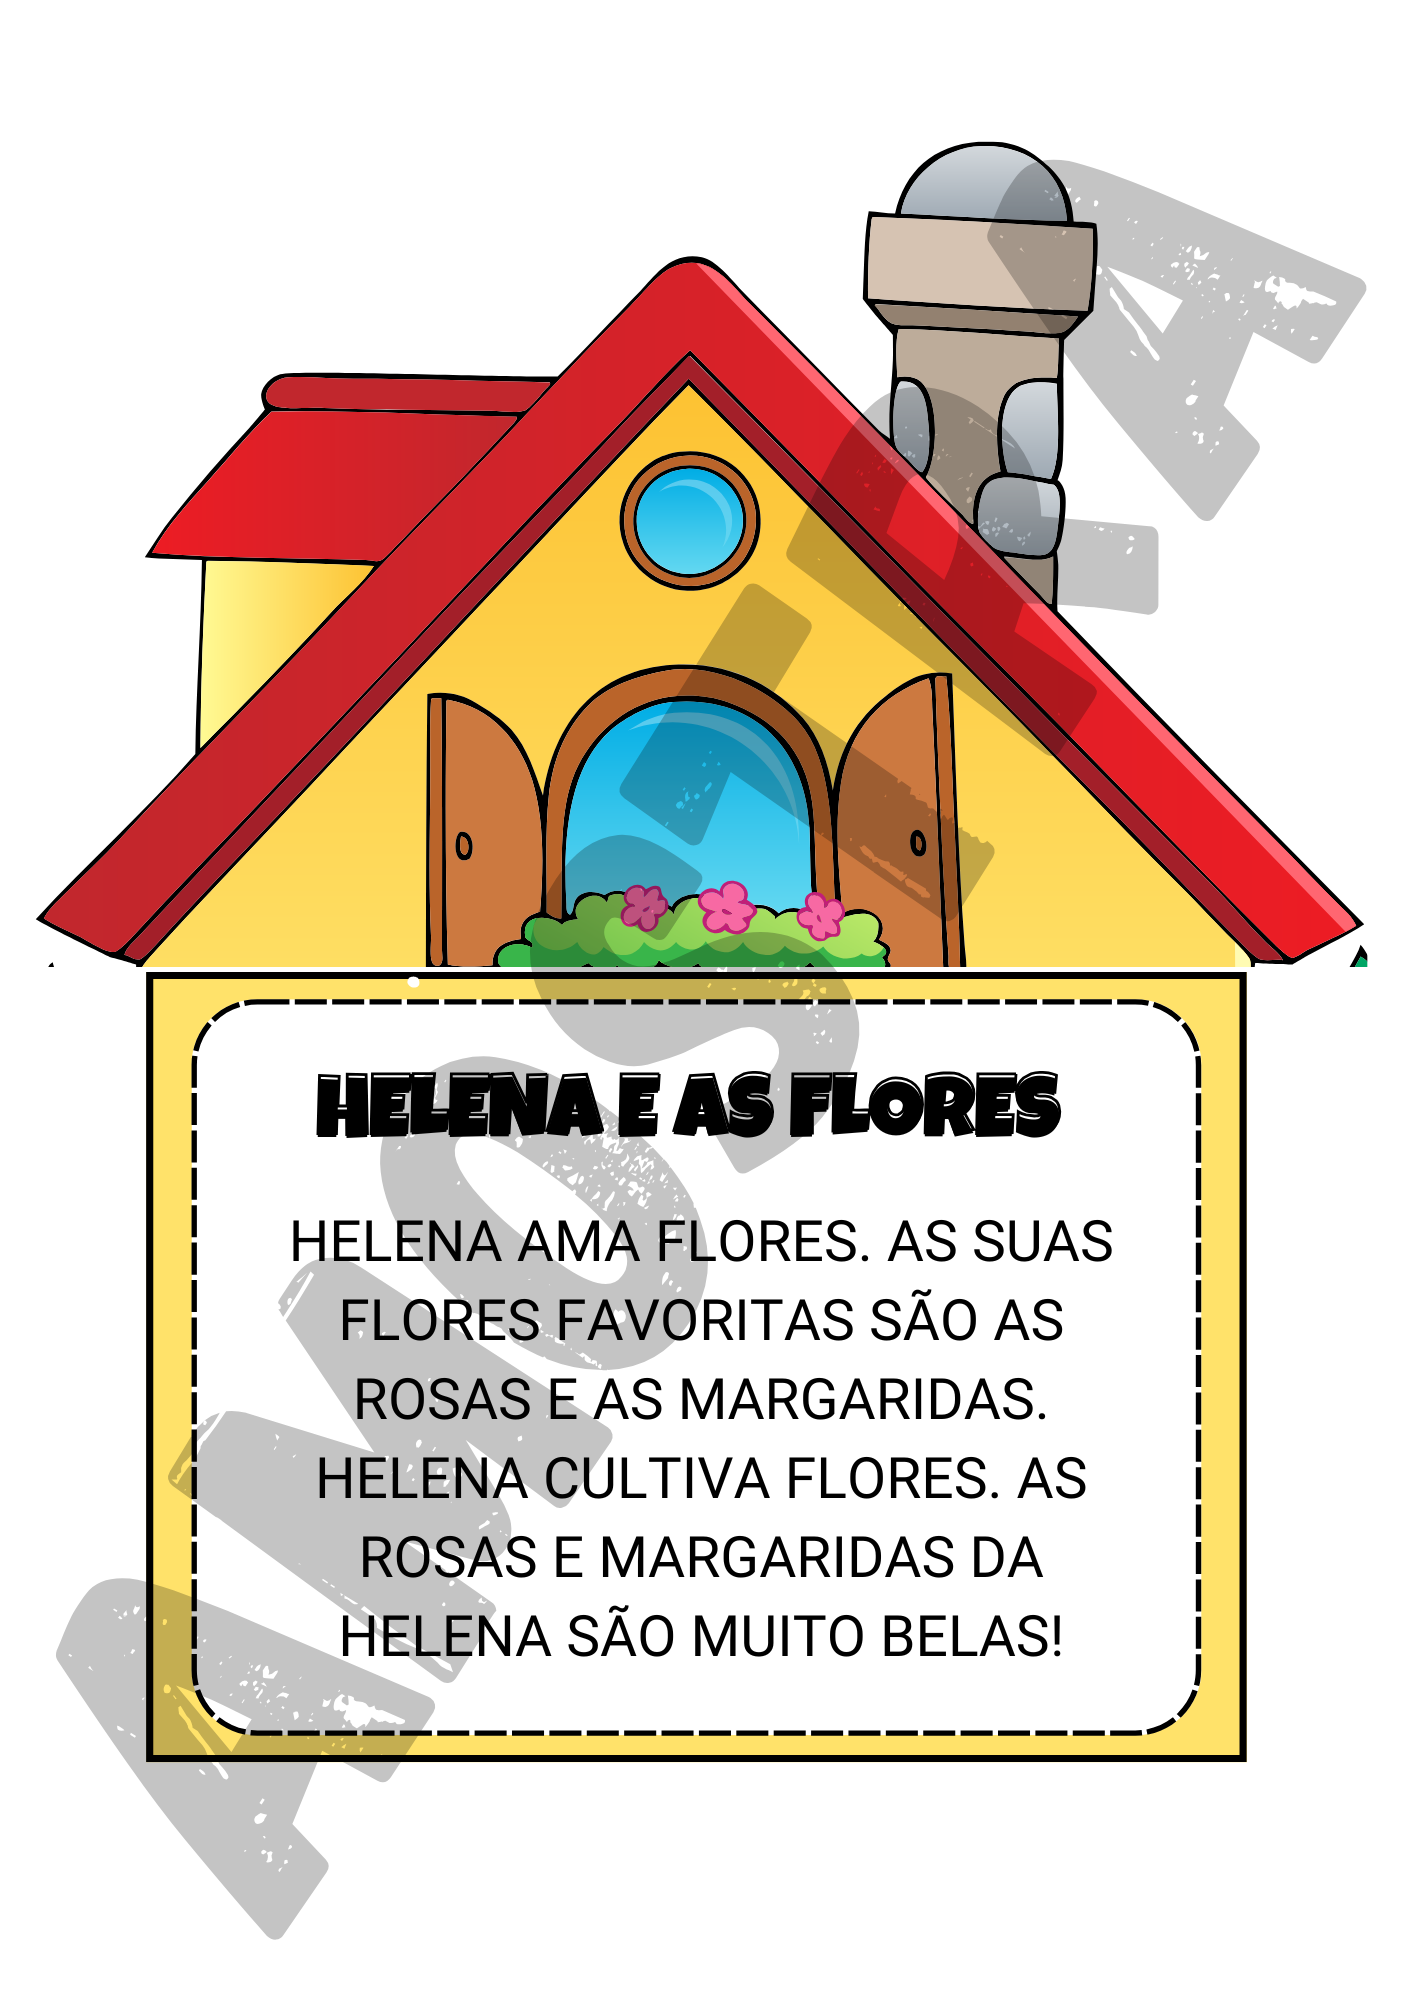 HELENA E AS FLORES
HELENA AMA FLORES. AS SUAS
FLORES FAVORITAS SÃO AS
ROSAS E AS MARGARIDAS.
HELENA CULTIVA FLORES. AS
ROSAS E MARGARIDAS DA
HELENA SÃO MUITO BELAS!
AMOSTRA